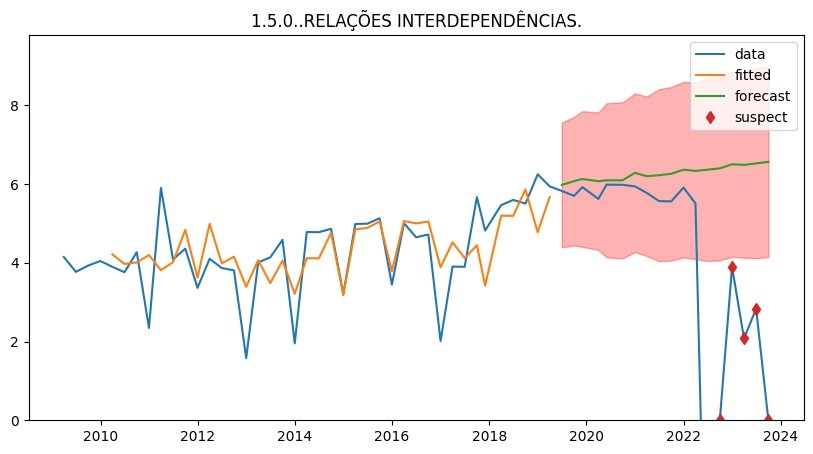 1.5.0..RELAÇÕES INTERDEPENDÊNCIAS.
data
fitted
forecast
suspect
8
6
4
2
0
2010 2012 2014 2016 2018 2020 2022 2024